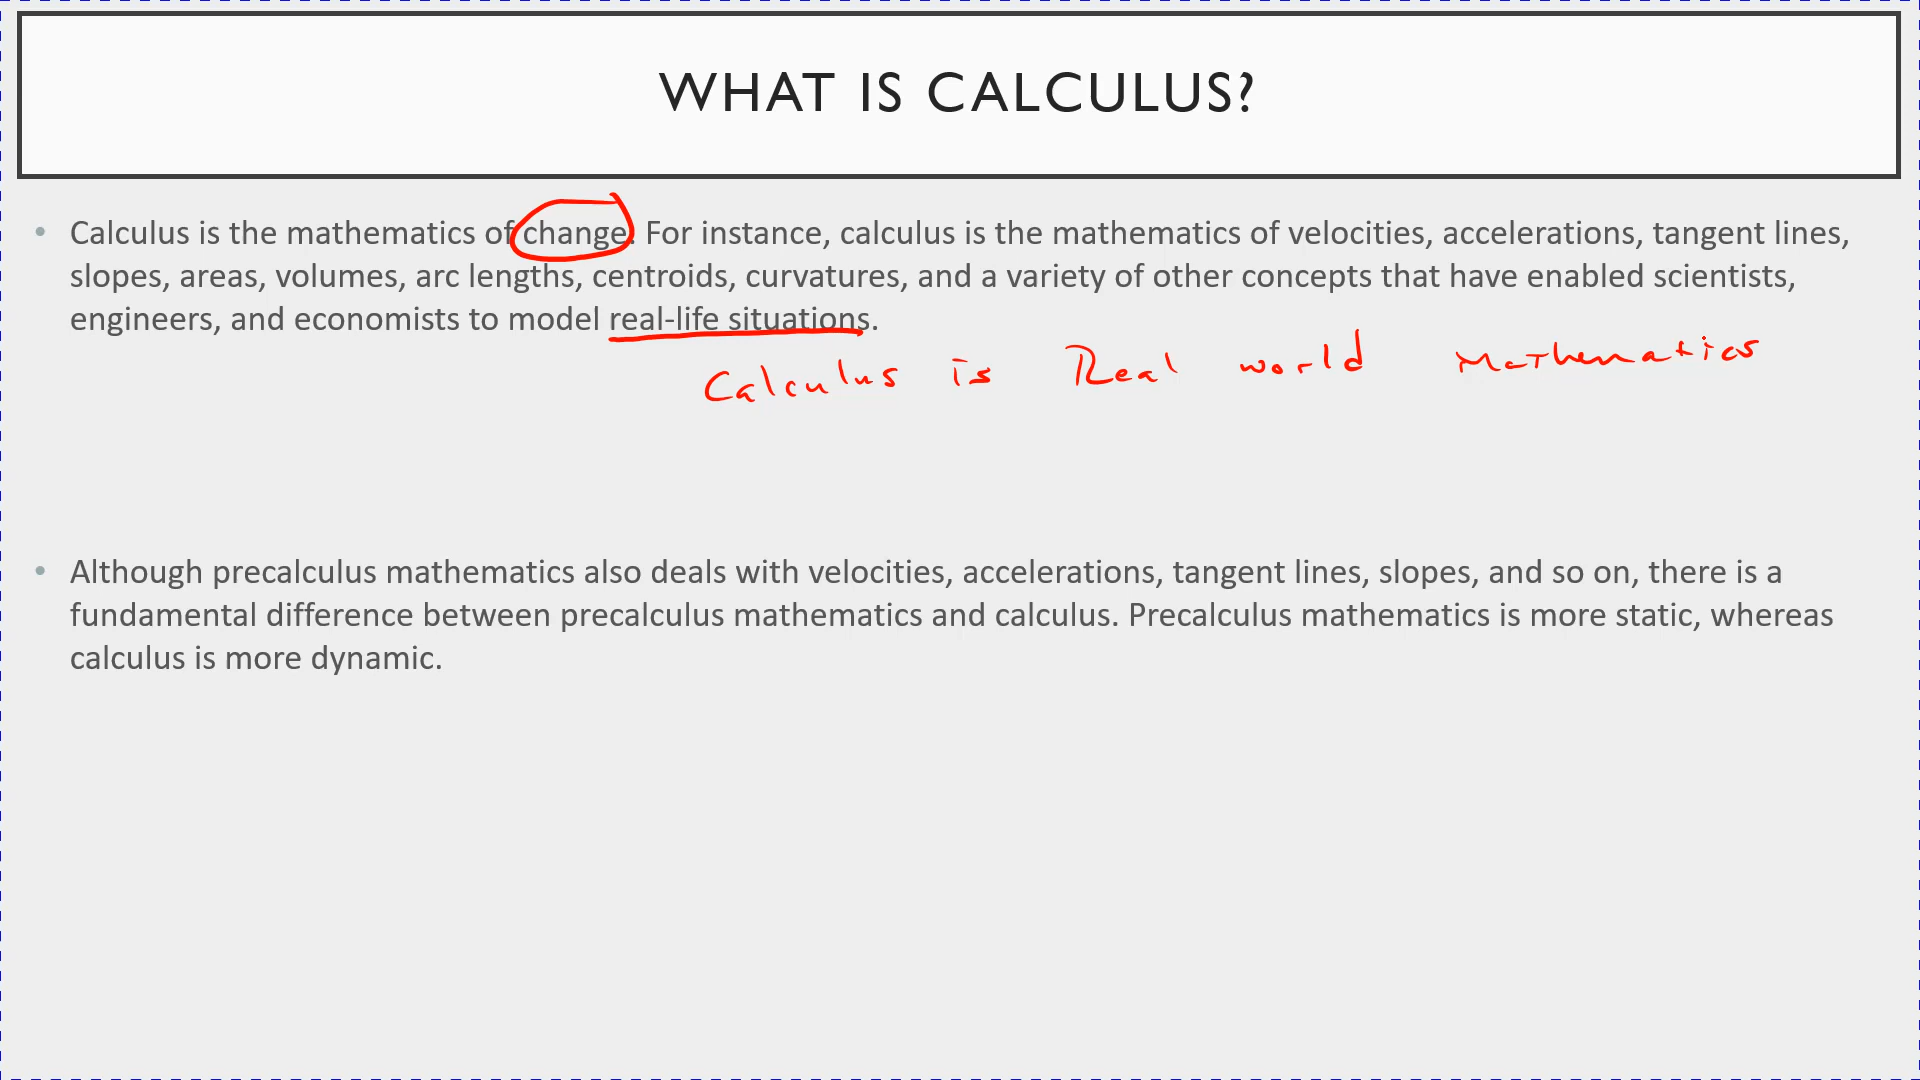 WHAT IS CALCULUS?
• Calculus is the mathematics of change. For instance, calculus is the mathematics of velocities, accelerations, tangent lines,
slopes, areas, volumes, arc lengths, centroids, curvatures, and a variety of other concepts that have enabled scientists,
engineers, and economists to model real-life situations.
Calculus is Real world Mathematics
• Although precalculus mathematics also deals with velocities, accelerations, tangent lines, slopes, and so on, there is a
fundamental difference between precalculus mathematics and calculus. Precalculus mathematics is more static, whereas
calculus is more dynamic.